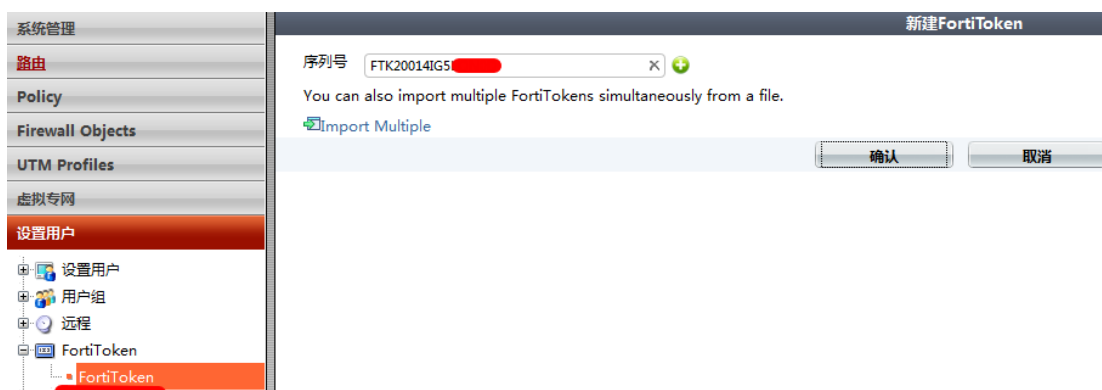 系统管理
路由
Policy
Firewall Objects
UTM Profiles
虚拟专网
设置用户
设置用户
用户组
远程
FortiToken
FortiToken
新建FortiToken
序列号 FTK20014IG5
You can also import multiple FortiTokens simultaneously from a file.
Import Multiple
确认 取消